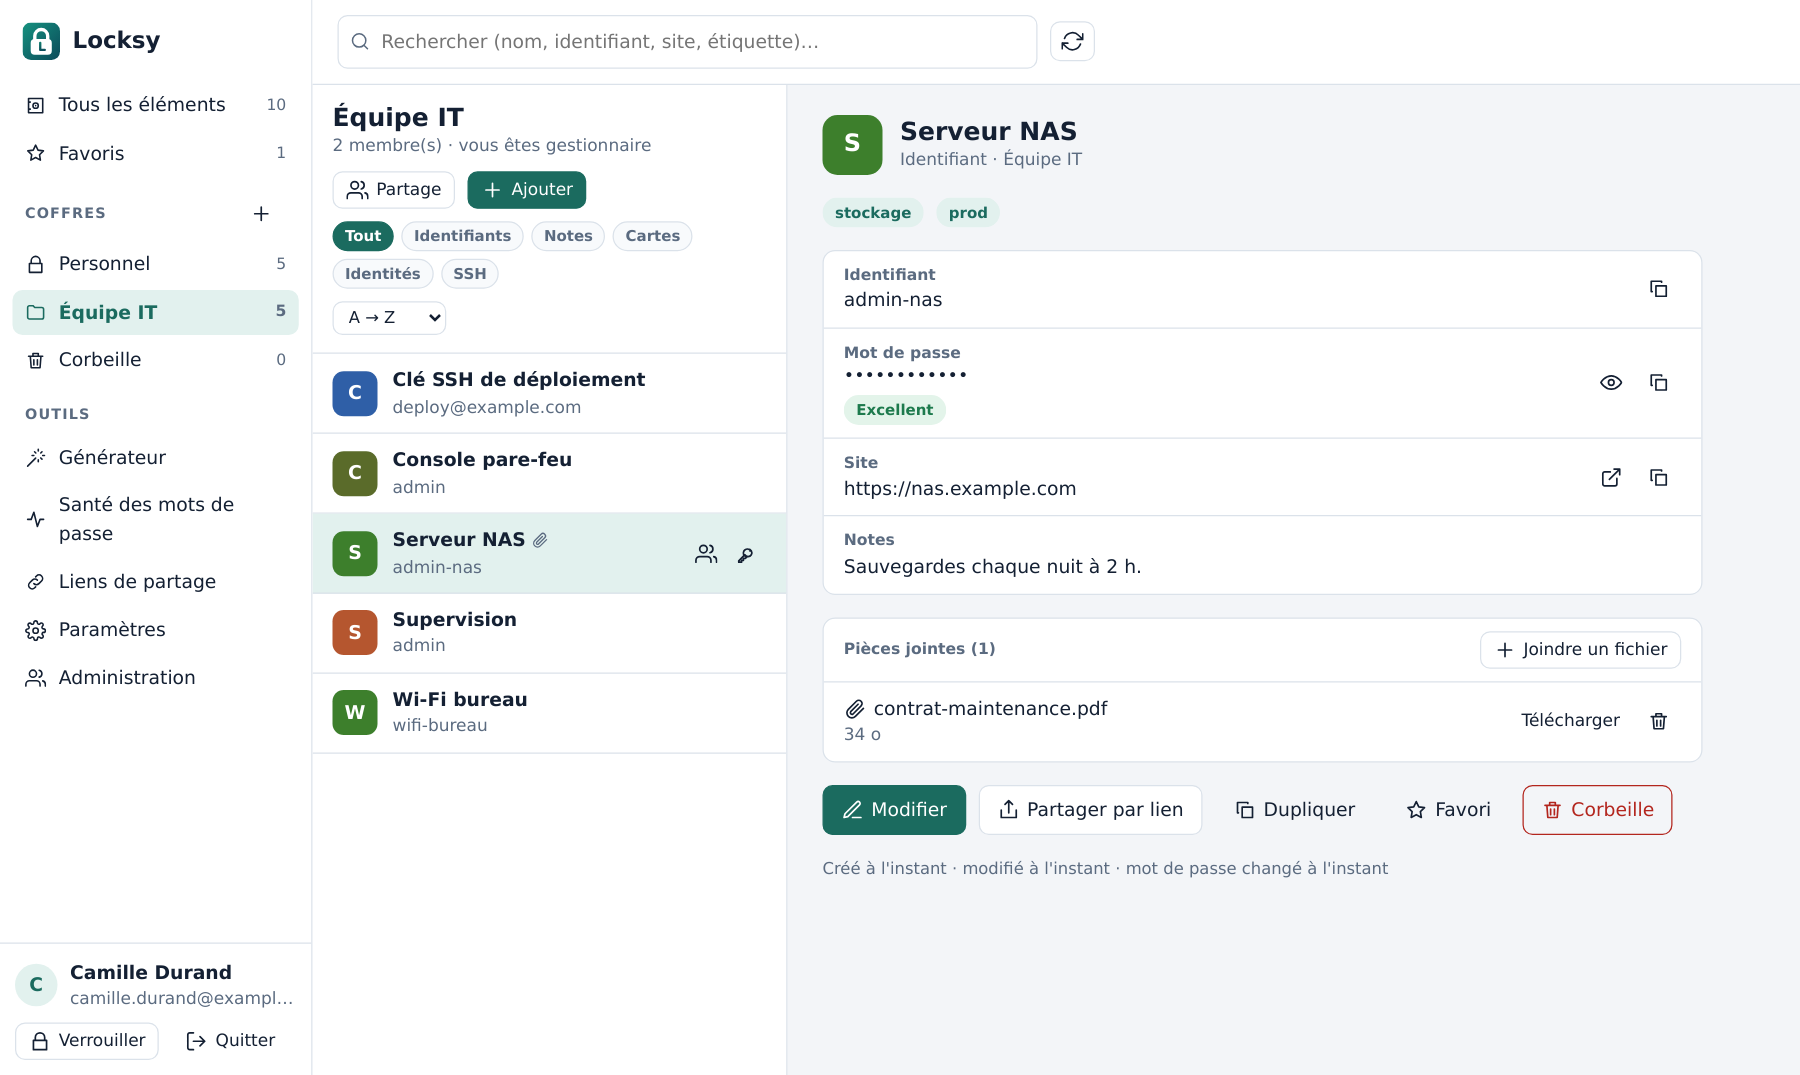 Locksy
Rechercher (nom, identifiant, site, étiquette)...
Tous les éléments 10
Favoris 1
COFFRES
Personnel 5
Équipe IT 5
Corbeille 0
OUTILS
Générateur
Santé des mots de
passe
Liens de partage
Paramètres
Administration
Camille Durand
camille.durand@exampl...
Verrouiller Quitter
Équipe IT
2 membre(s) · vous êtes gestionnaire
Partage Ajouter
Tout Identifiants Notes Cartes
Identités SSH
A → Z
C Clé SSH de déploiement
deploy@example.com
C Console pare-feu
admin
S Serveur NAS
admin-nas
S Supervision
admin
W Wi-Fi bureau
wifi-bureau
S Serveur NAS
Identifiant · Équipe IT
stockage prod
Identifiant
admin-nas
Mot de passe
••••••••••••
Excellent
Site
https://nas.example.com
Notes
Sauvegardes chaque nuit à 2 h.
Pièces jointes (1) Joindre un fichier
contrat-maintenance.pdf
34 o
Télécharger
Modifier Partager par lien Dupliquer Favori Corbeille
Créé à l'instant · modifié à l'instant · mot de passe changé à l'instant